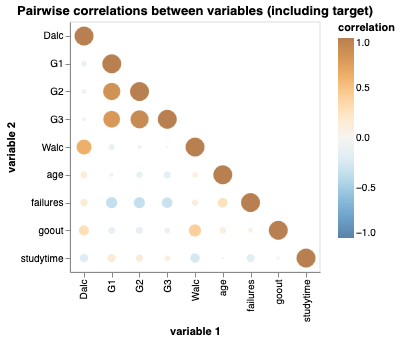 Pairwise correlations between variables (including target)
correlation
1.0
0.5
0.0
−0.5
−1.0
variable 2
Dalc
G1
G2
G3
Walc
age
failures
goout
studytime
Dalc
G1
G2
G3
Walc
age
failures
goout
studytime
variable 1